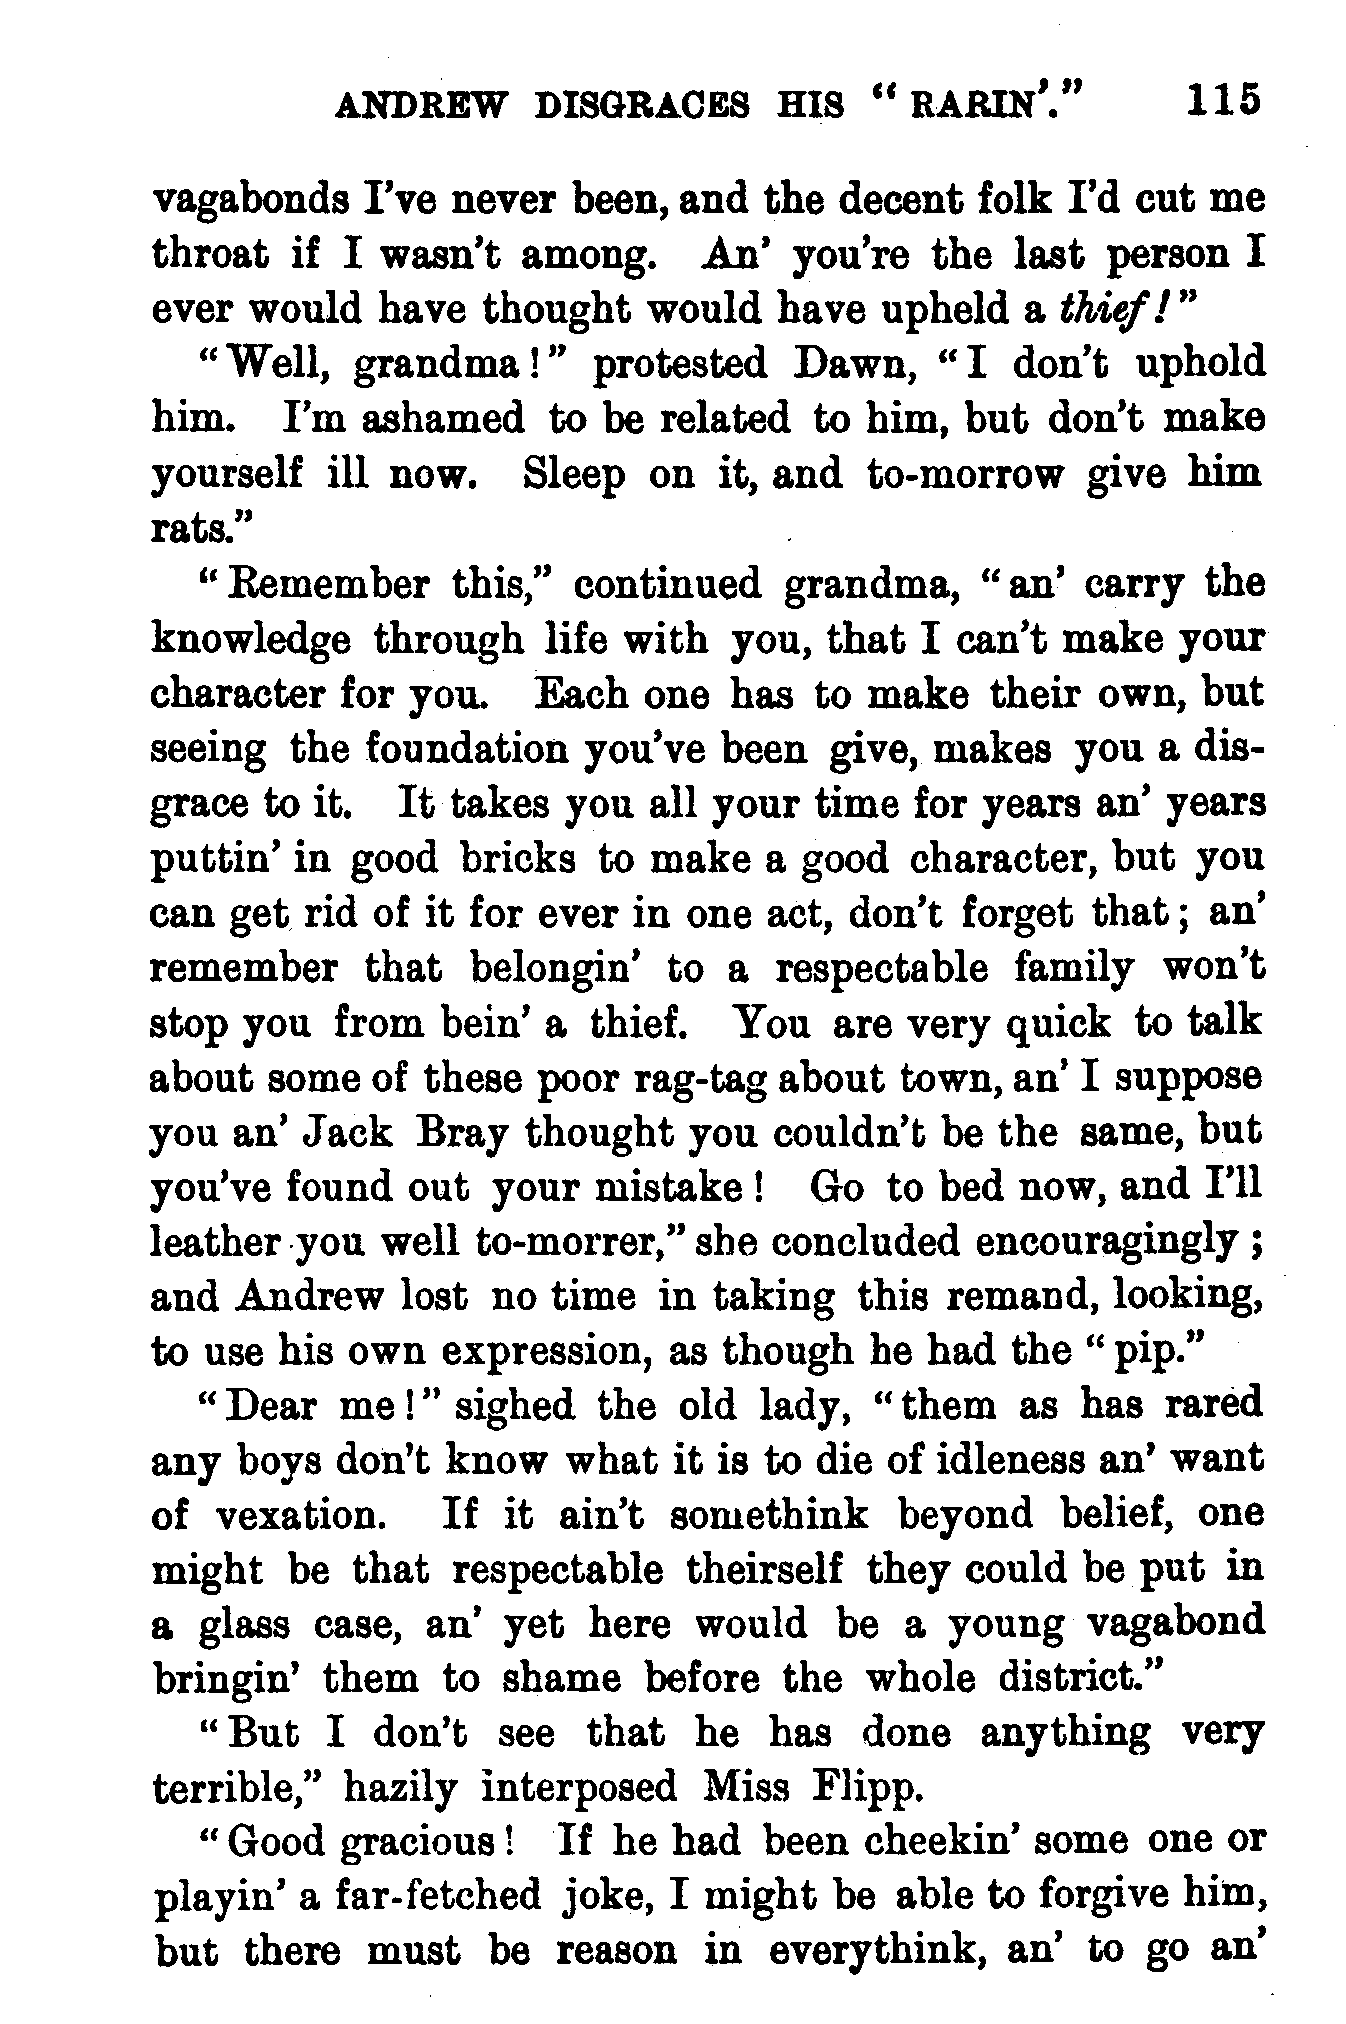 ANDREW DISGRACES HIS “RARIN’.” 115
vagabonds I’ve never been, and the decent folk I’d cut me
throat if I wasn’t among. An’ you’re the last person I
ever would have thought would have upheld a thief!”
“Well, grandma!” protested Dawn, “I don’t uphold
him. I’m ashamed to be related to him, but don’t make
yourself ill now. Sleep on it, and to-morrow give him
rats.”
“Remember this,” continued grandma, “an’ carry the
knowledge through life with you, that I can’t make your
character for you. Each one has to make their own, but
seeing the foundation you’ve been give, makes you a dis-
grace to it. It takes you all your time for years an’ years
puttin’ in good bricks to make a good character, but you
can get rid of it for ever in one act, don’t forget that; an’
remember that belongin’ to a respectable family won’t
stop you from bein’ a thief. You are very quick to talk
about some of these poor rag-tag about town, an’ I suppose
you an’ Jack Bray thought you couldn’t be the same, but
you’ve found out your mistake! Go to bed now, and I’ll
leather you well to-morrer,” she concluded encouragingly;
and Andrew lost no time in taking this remand, looking,
to use his own expression, as though he had the “pip.”
“Dear me!” sighed the old lady, “them as has rared
any boys don’t know what it is to die of idleness an’ want
of vexation. If it ain’t somethink beyond belief, one
might be that respectable theirself they could be put in
a glass case, an’ yet here would be a young vagabond
bringin’ them to shame before the whole district.”
“But I don’t see that he has done anything very
terrible,” hazily interposed Miss Flipp.
“Good gracious! If he had been cheekin’ some one or
playin’ a far-fetched joke, I might be able to forgive him,
but there must be reason in everythink, an’ to go an’